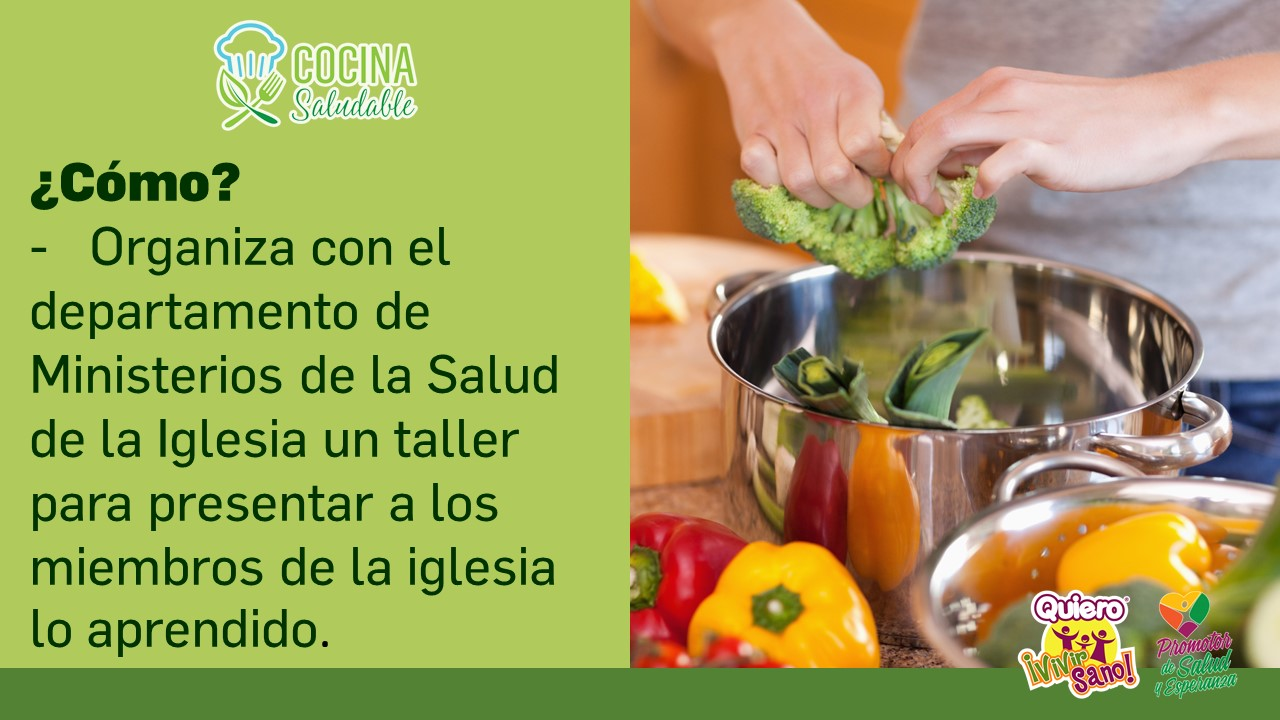 COCINA
Saludable
¿Cómo?
- Organiza con el
departamento de
Ministerios de la Salud
de la Iglesia un taller
para presentar a los
miembros de la iglesia
lo aprendido.
Quiero
¡Vivir
Sano!
Promotor
de Salud
y Esperanza